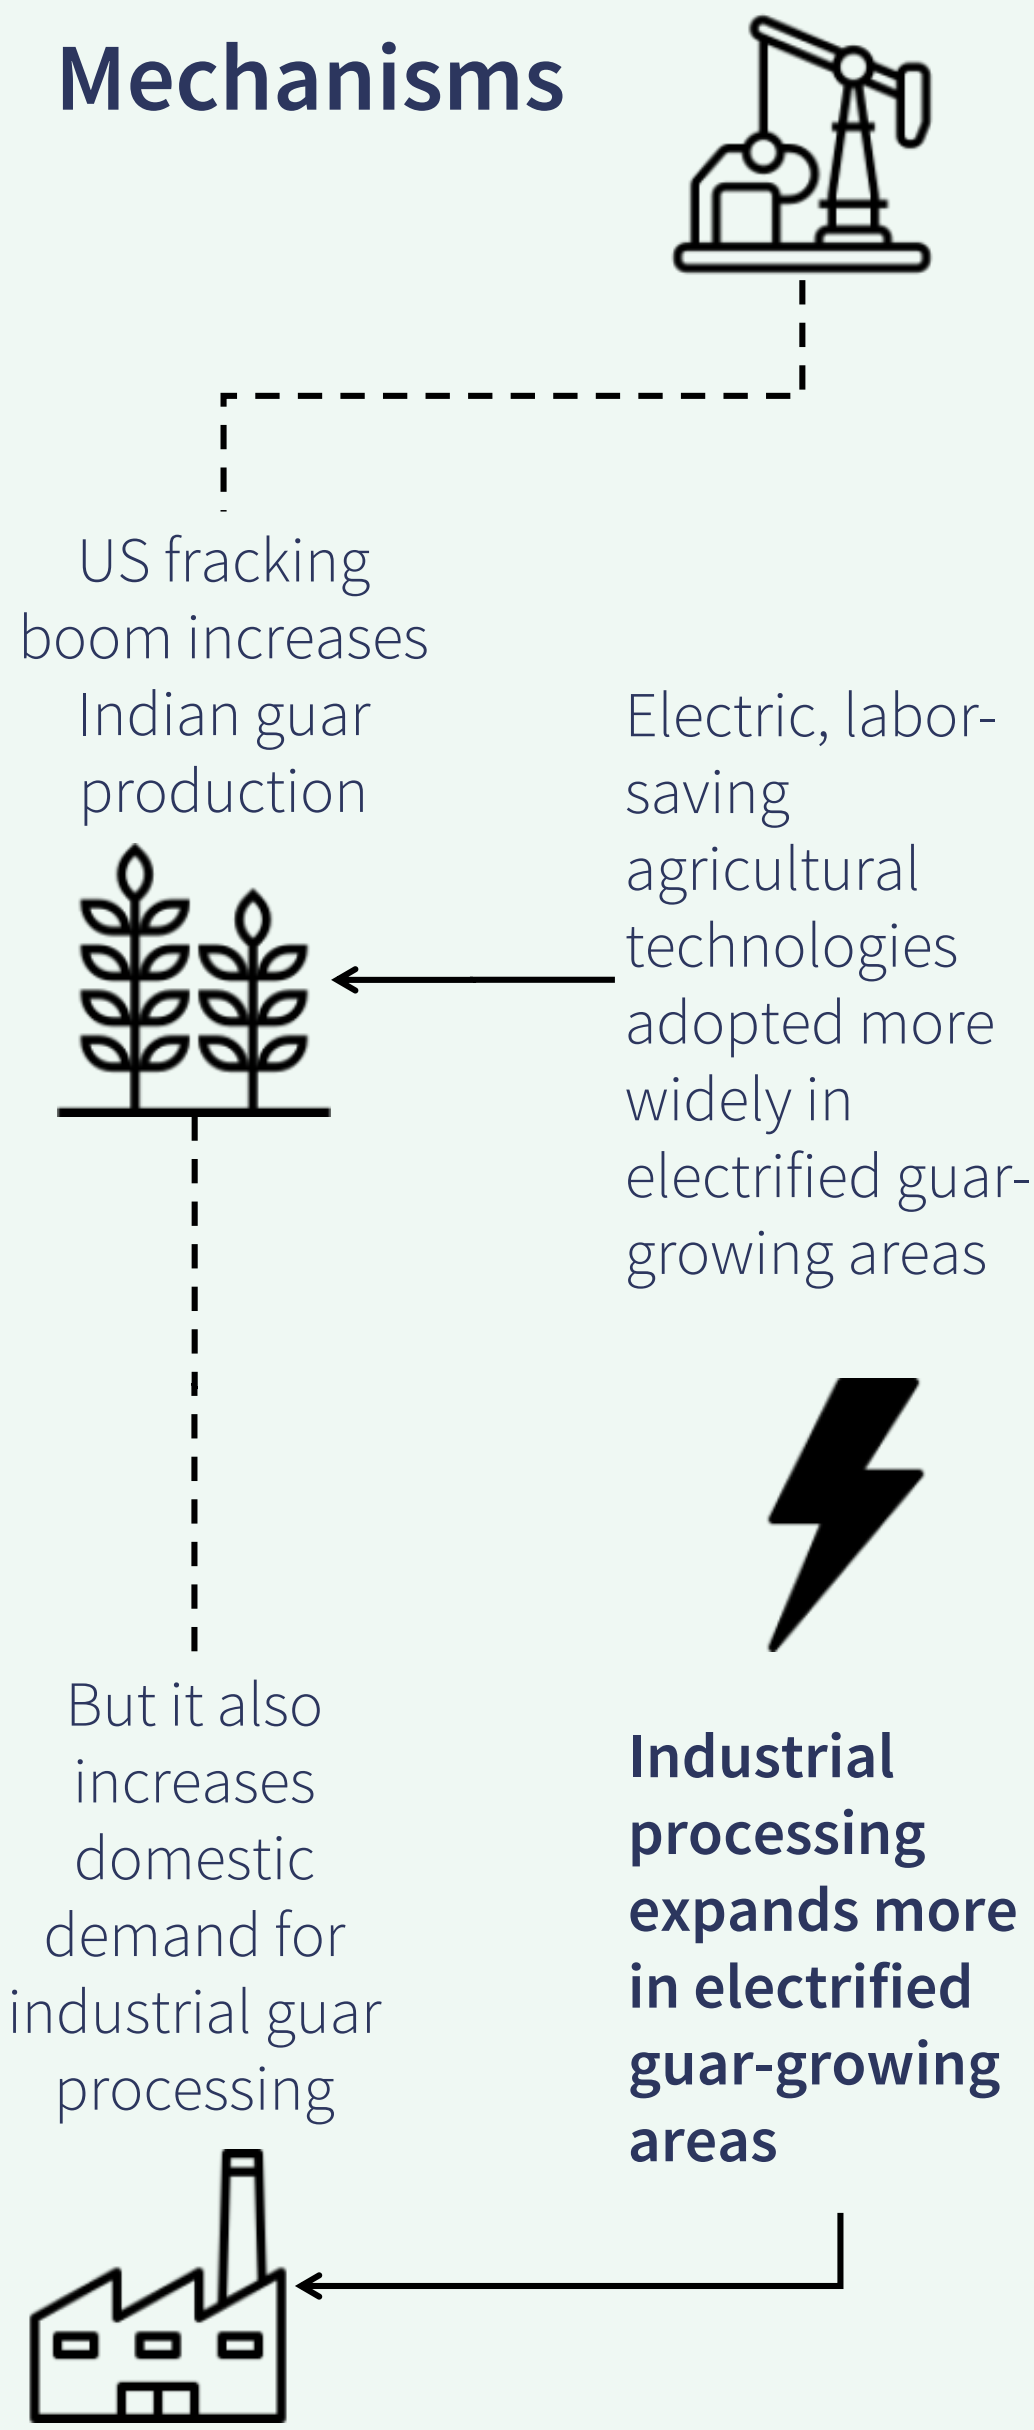 Mechanisms
US fracking
boom increases
Indian guar
production
Electric, labor-
saving
agricultural
technologies
adopted more
widely in
electrified guar-
growing areas
But it also
increases
domestic
demand for
industrial guar
processing
Industrial
processing
expands more
in electrified
guar-growing
areas